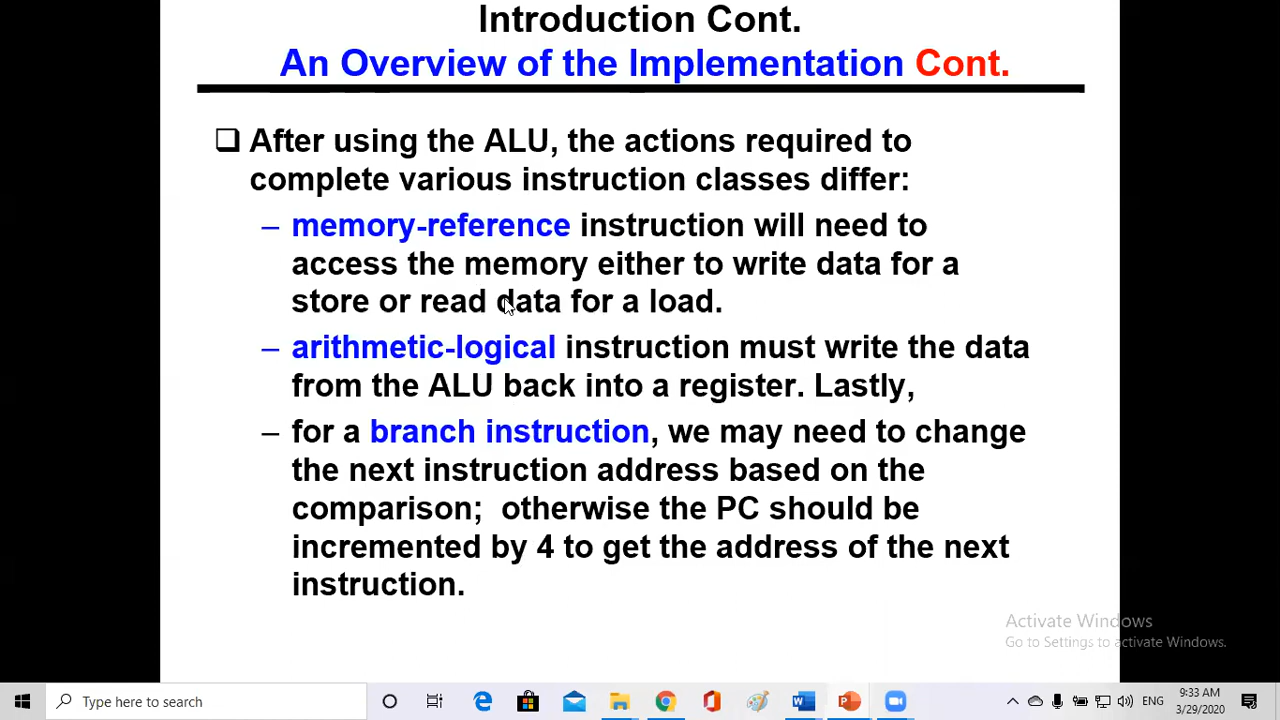 Introduction Cont.
An Overview of the Implementation Cont.
After using the ALU, the actions required to
complete various instruction classes differ:
– memory-reference instruction will need to
access the memory either to write data for a
store or read data for a load.
– arithmetic-logical instruction must write the data
from the ALU back into a register. Lastly,
– for a branch instruction, we may need to change
the next instruction address based on the
comparison;  otherwise the PC should be
incremented by 4 to get the address of the next
instruction.
Activate Windows
Go to Settings to activate Windows.
Type here to search
ENG
9:33 AM
3/29/2020